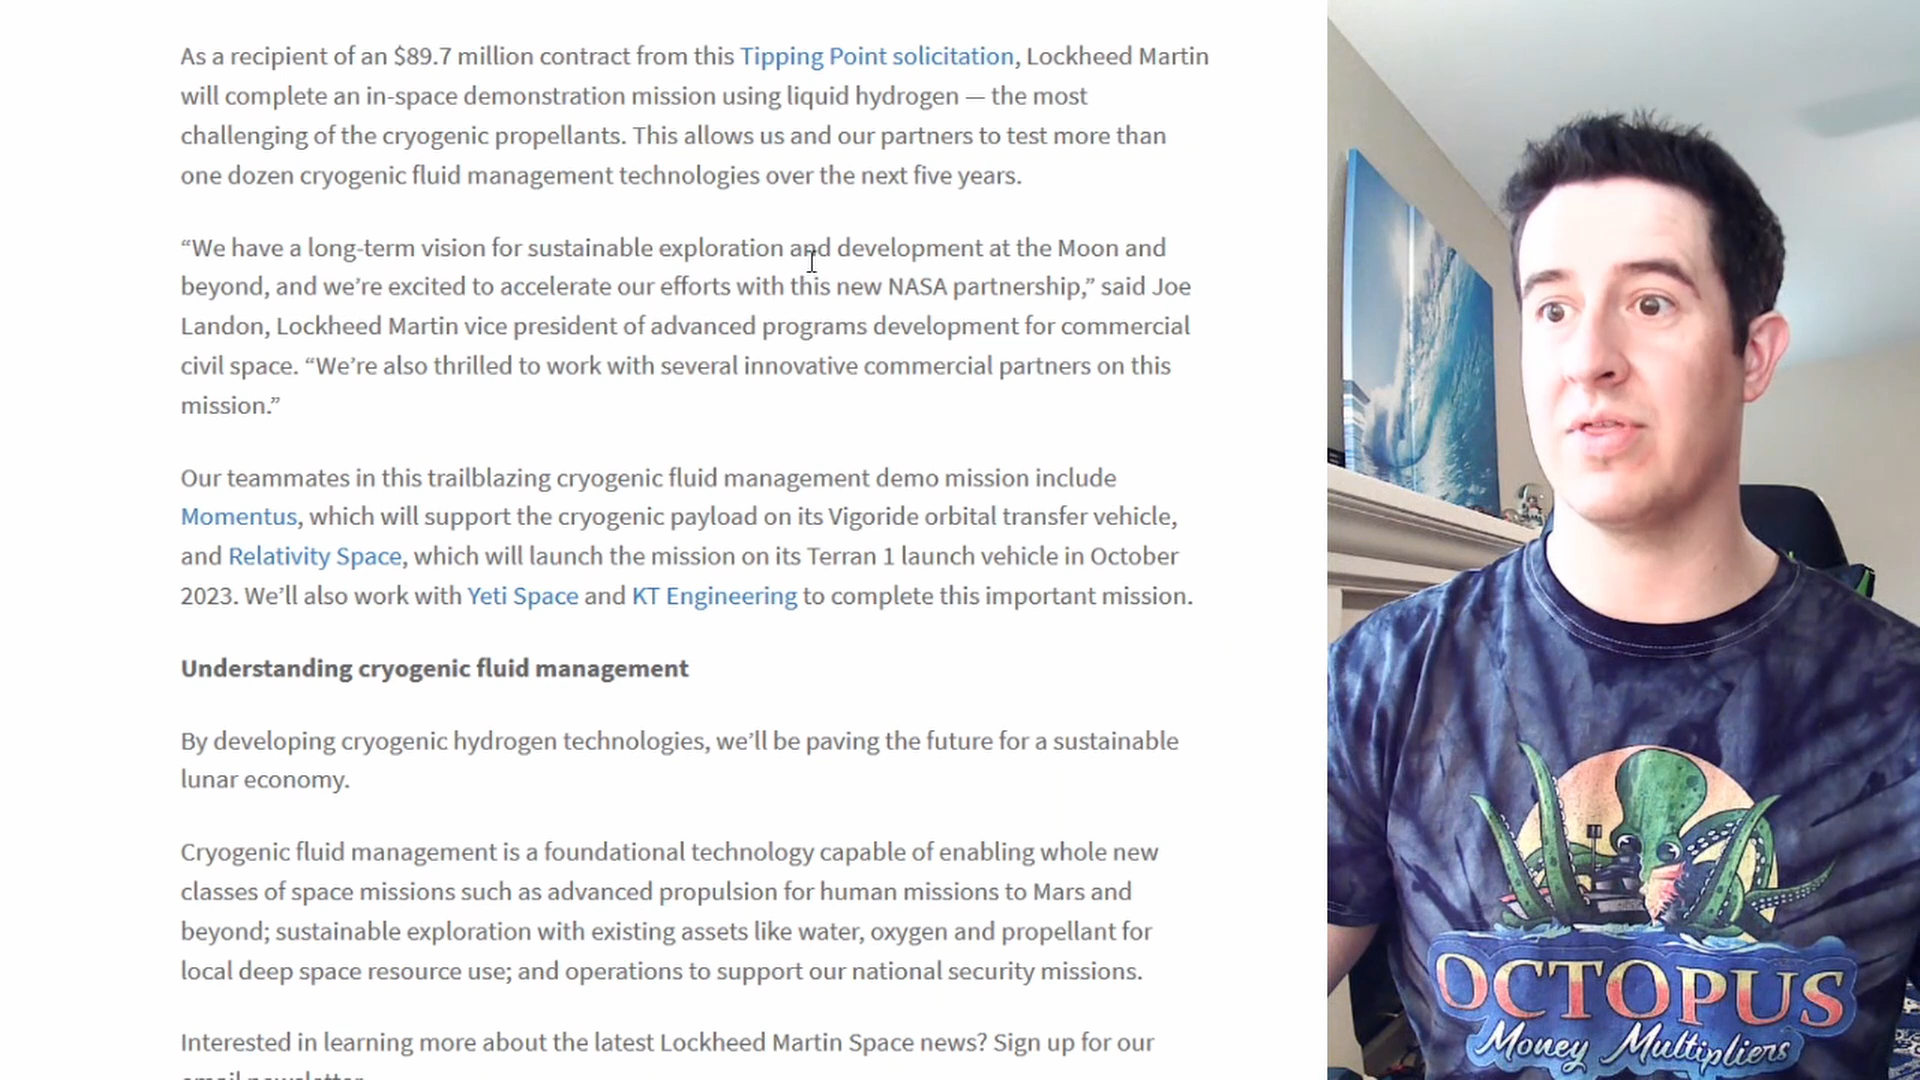 As a recipient of an $89.7 million contract from this Tipping Point solicitation, Lockheed Martin
will complete an in-space demonstration mission using liquid hydrogen — the most
challenging of the cryogenic propellants. This allows us and our partners to test more than
one dozen cryogenic fluid management technologies over the next five years.
“We have a long-term vision for sustainable exploration and development at the Moon and
beyond, and we’re excited to accelerate our efforts with this new NASA partnership,” said Joe
Landon, Lockheed Martin vice president of advanced programs development for commercial
civil space. “We’re also thrilled to work with several innovative commercial partners on this
mission.”
Our teammates in this trailblazing cryogenic fluid management demo mission include
Momentus, which will support the cryogenic payload on its Vigoride orbital transfer vehicle,
and Relativity Space, which will launch the mission on its Terran 1 launch vehicle in October
2023. We’ll also work with Yeti Space and KT Engineering to complete this important mission.
Understanding cryogenic fluid management
By developing cryogenic hydrogen technologies, we’ll be paving the future for a sustainable
lunar economy.
Cryogenic fluid management is a foundational technology capable of enabling whole new
classes of space missions such as advanced propulsion for human missions to Mars and
beyond; sustainable exploration with existing assets like water, oxygen and propellant for
local deep space resource use; and operations to support our national security missions.
Interested in learning more about the latest Lockheed Martin Space news? Sign up for our
email newsletter
OCTOPUS
Money Multipliers